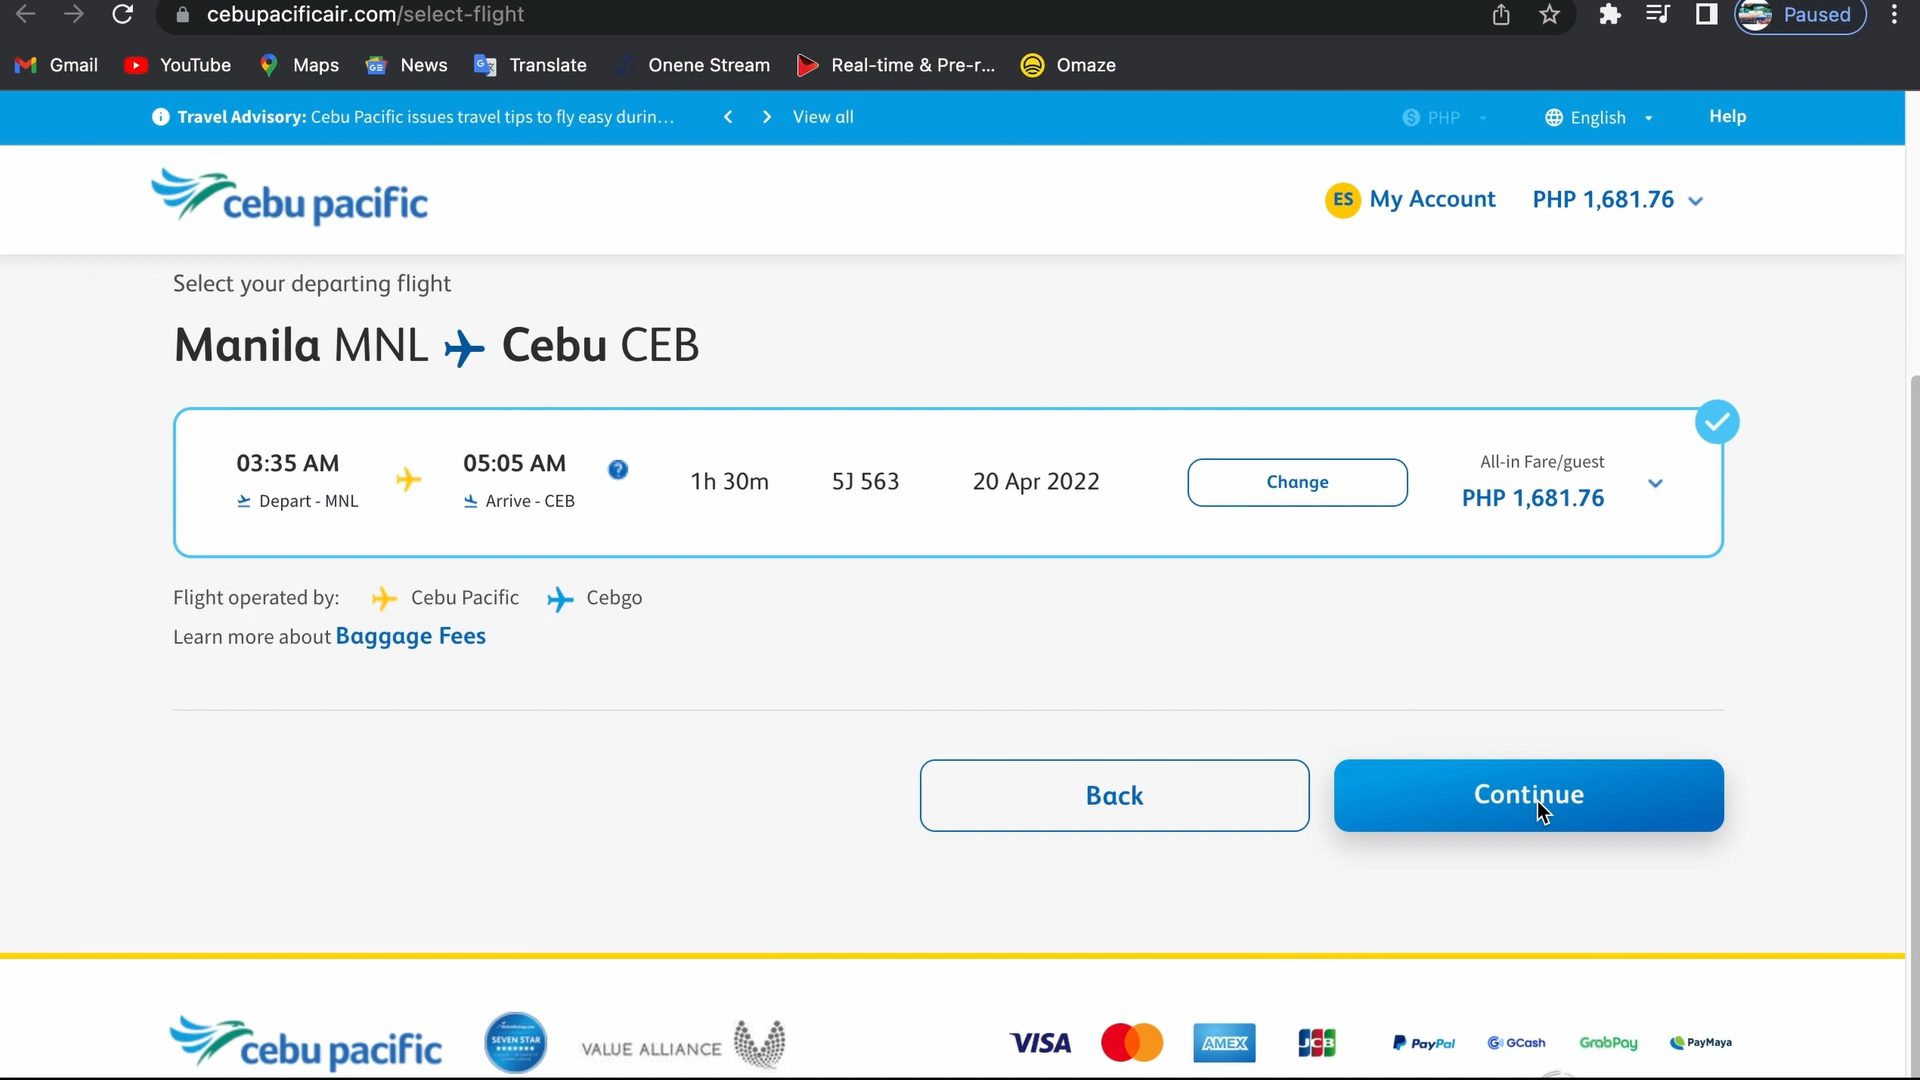 cebupacificair.com/select-flight
Paused
Gmail YouTube Maps News Translate Onene Stream Real-time & Pre-r... Omaze
Travel Advisory: Cebu Pacific issues travel tips to fly easy durin... View all PHP English Help
cebu pacific ES My Account PHP 1,681.76
Select your departing flight
Manila MNL Cebu CEB
03:35 AM 05:05 AM ? 1h 30m 5J 563 20 Apr 2022 Change All-in Fare/guest
Depart - MNL Arrive - CEB PHP 1,681.76
Flight operated by: Cebu Pacific Cebgo
Learn more about Baggage Fees
Back Continue
cebu pacific SEVEN STAR VALUE ALLIANCE VISA AMEX JCB PayPal GCash GrabPay PayMaya